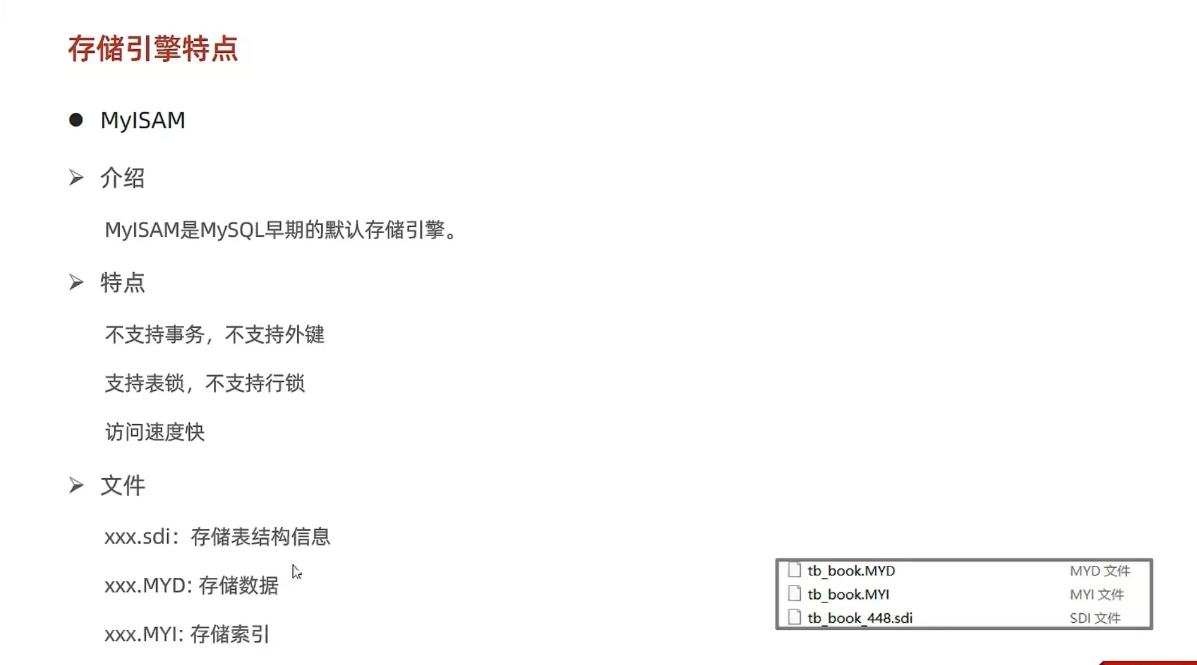 存储引擎特点
MyISAM
介绍
MyISAM是MySQL早期的默认存储引擎。
特点
不支持事务，不支持外键
支持表锁，不支持行锁
访问速度快
文件
xxx.sdi：存储表结构信息
xxx.MYD: 存储数据
xxx.MYI: 存储索引
tb_book.MYD MYD 文件
tb_book.MYI MYI 文件
tb_book_448.sdi SDI 文件